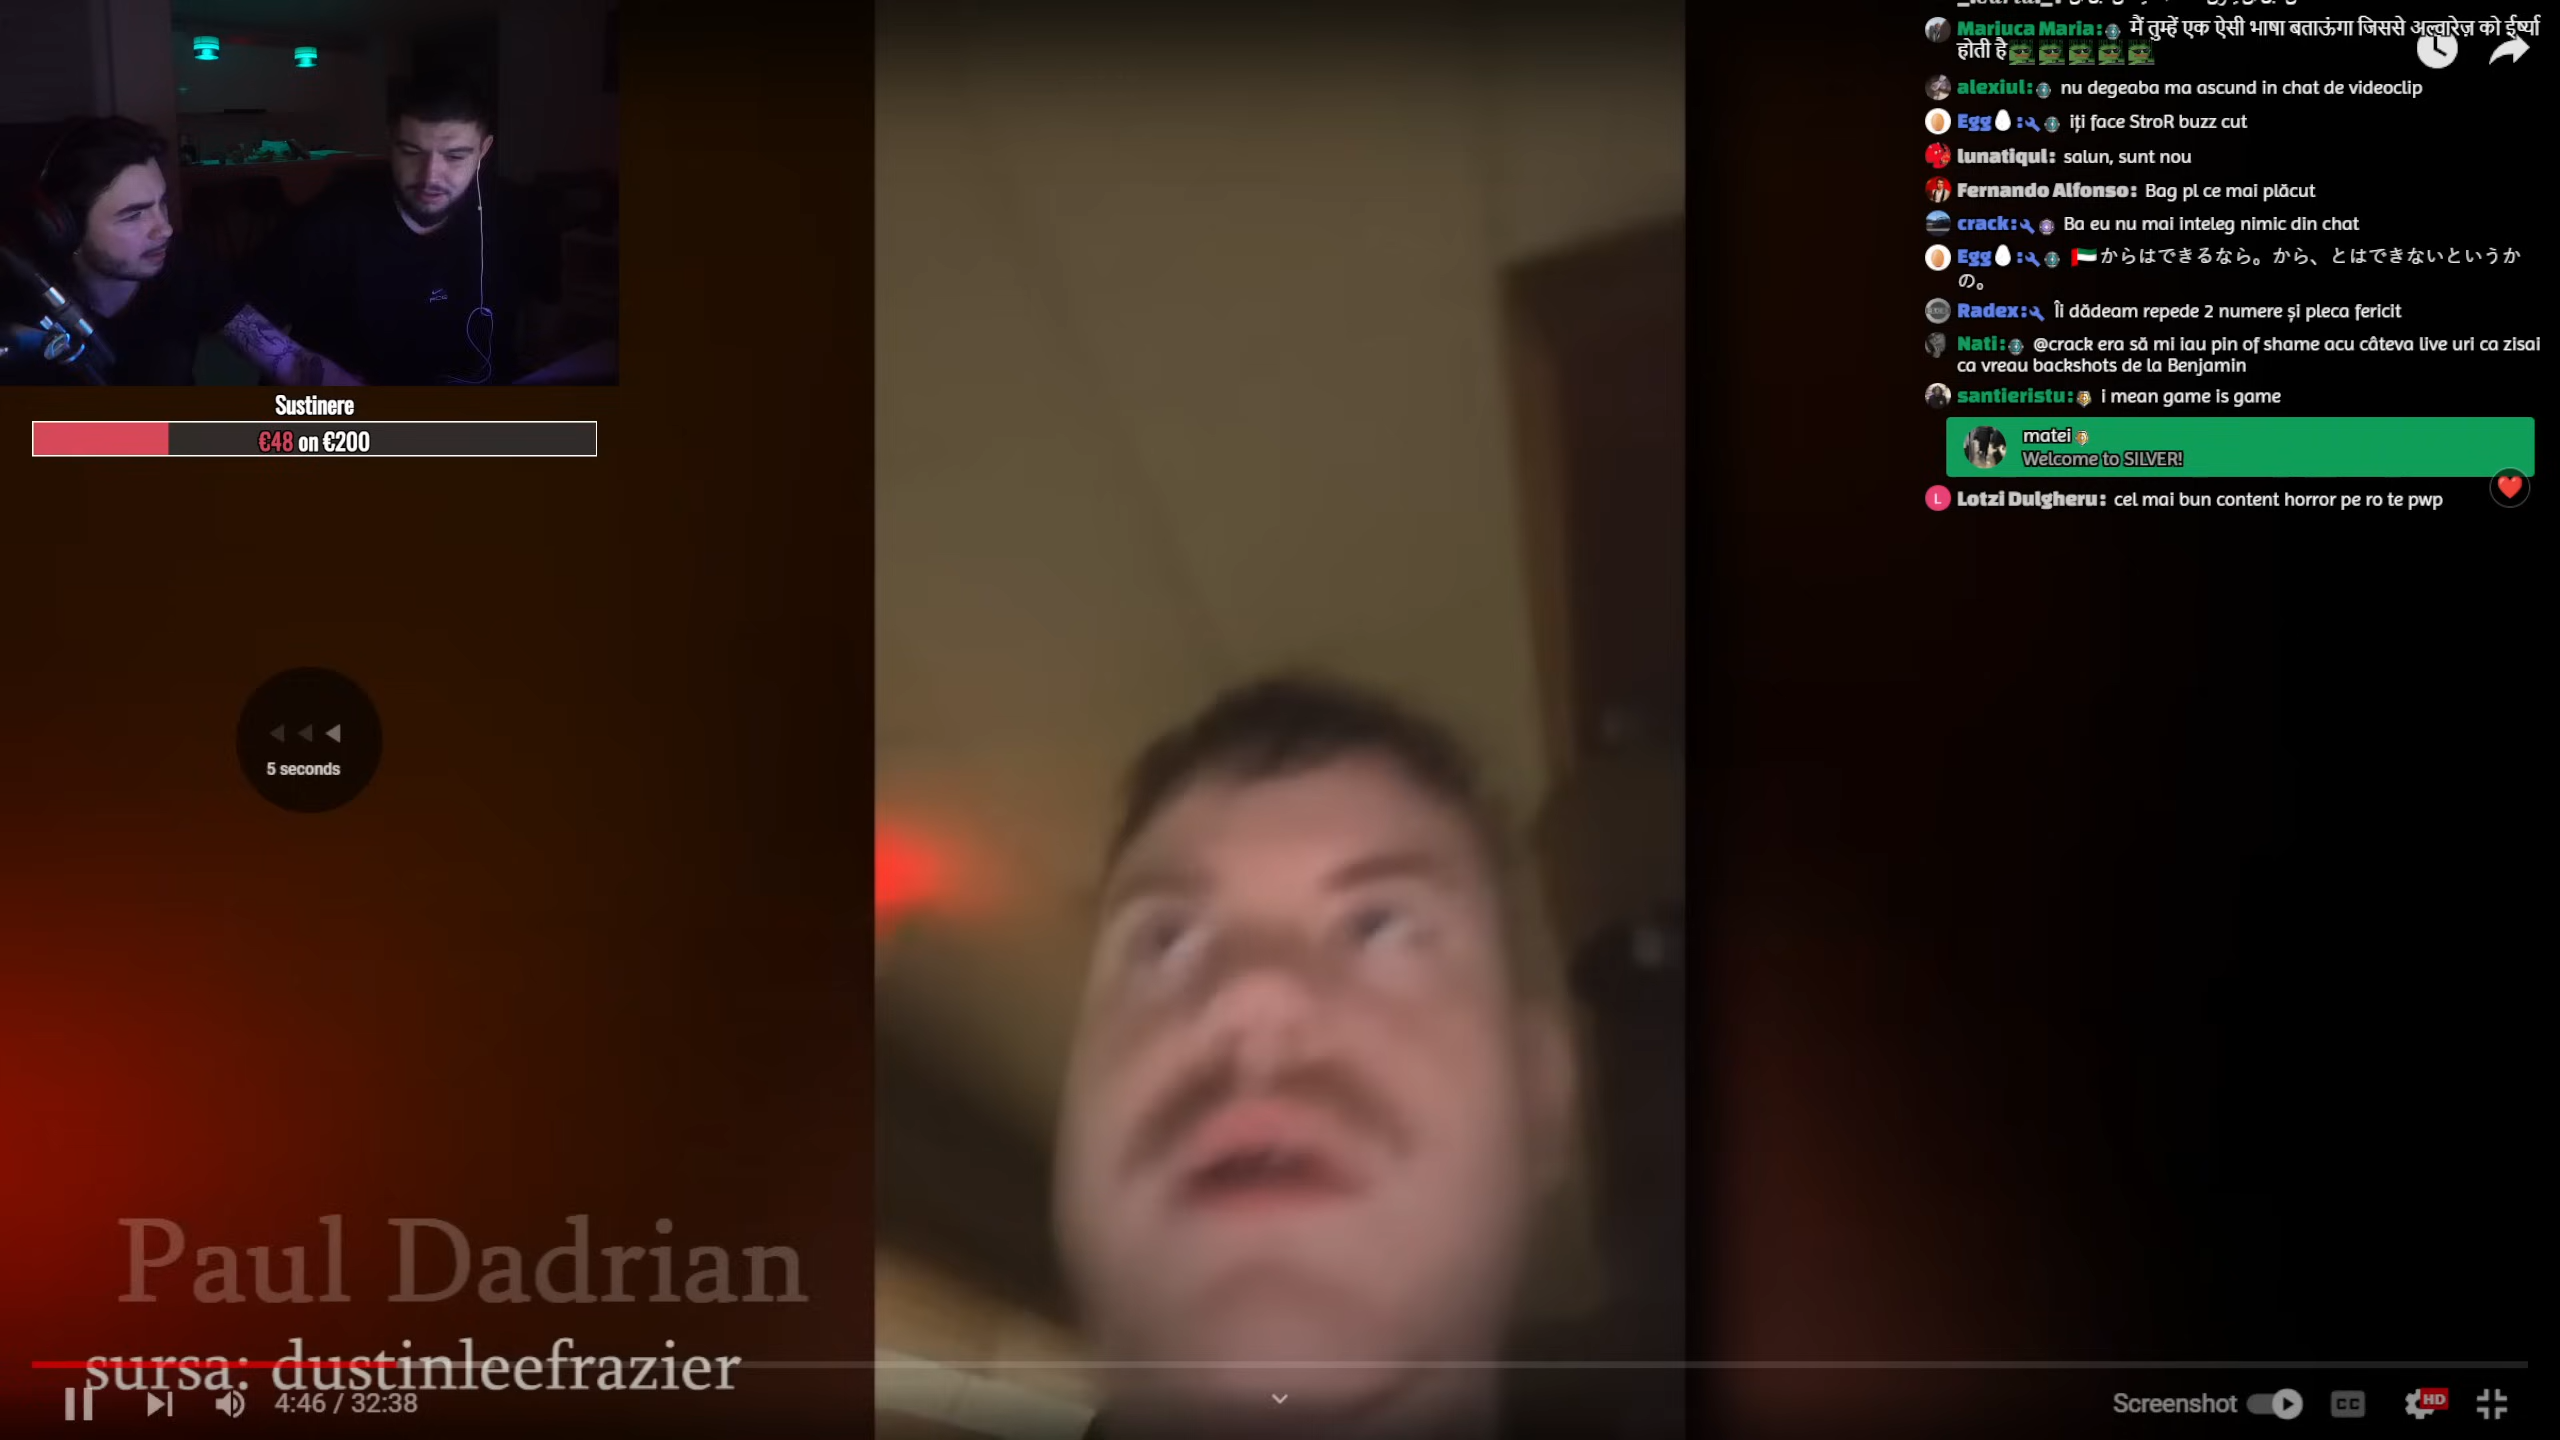 Mariuca Maria: मैं तुम्हें एक ऐसी भाषा बताऊंगा जिससे अल्वारेज़ को ईर्ष्या
होती है
alexiul: nu degeaba ma ascund in chat de videoclip
Egg: iți face StroR buzz cut
lunatiqul: salun, sunt nou
Fernando Alfonso: Bag pl ce mai plăcut
crack: Ba eu nu mai inteleg nimic din chat
Egg: からはできるなら。から、とはできないというか
の。
Radex: Îi dădeam repede 2 numere și pleca fericit
Nati: @crack era să mi iau pin of shame acu câteva live uri ca zisai
ca vreau backshots de la Benjamin
santieristu: i mean game is game
matei
Welcome to SILVER!
L
Lotzi Dulgheru: cel mai bun content horror pe ro te pwp
Sustinere
€48 on €200
5 seconds
Paul Dadrian
sursa: dustinleefrazier
4:46 / 32:38
Screenshot
CC
HD